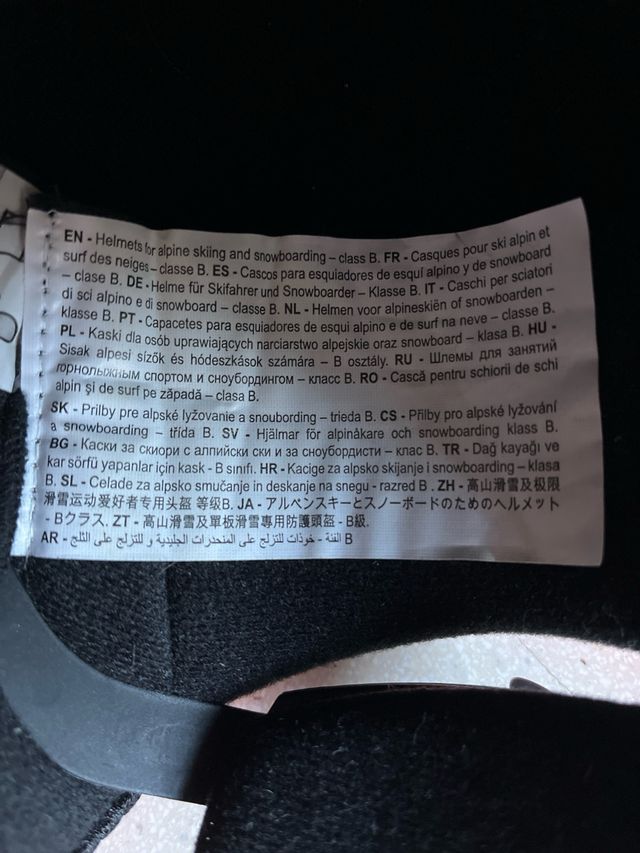 EN - Helmets for alpine skiing and snowboarding – class B. FR - Casques pour ski alpin et
surf des neiges – classe B. ES - Cascos para esquiadores de esquí alpino y de snowboard
– clase B. DE - Helme für Skifahrer und Snowboarder – Klasse B. IT - Caschi per sciatori
di sci alpino e di snowboard – classe B. NL - Helmen voor alpineskiën of snowboarden –
klasse B. PT - Capacetes para esquiadores de esqui alpino e de surf na neve – classe B.
PL - Kaski dla osób uprawiających narciarstwo alpejskie oraz snowboard – klasa B. HU -
Sisak alpesi sízők és hódeszkások számára – B osztály. RU - Шлемы для занятий
горнолыжным спортом и сноубордингом – класс B. RO - Cască pentru schiorii de schi
alpin și de surf pe zăpadă – clasa B.
SK - Prilby pre alpské lyžovanie a snoubording – trieda B. CS - Přilby pro alpské lyžování
a snowboarding – třída B. SV - Hjälmar för alpinåkare och snowboarding klass B.
BG - Каски за скиори с алпийски ски и за сноубордисти – клас B. TR - Dağ kayağı ve
kar sörfü yapanlar için kask - B sınıfı. HR - Kacige za alpsko skijanje i snowboarding – klasa
B. SL - Celade za alpsko smučanje in deskanje na snegu - razred B . ZH - 高山滑雪及极限
滑雪运动爱好者专用头盔 等级B. JA - アルペンスキーとスノーボードのためのヘルメット
- Bクラス. ZT - 高山滑雪及單板滑雪專用防護頭盔 - B級.
AR - خوذات للتزلج على المنحدرات الجليدية و للتزلج على الثلج - الفئة B